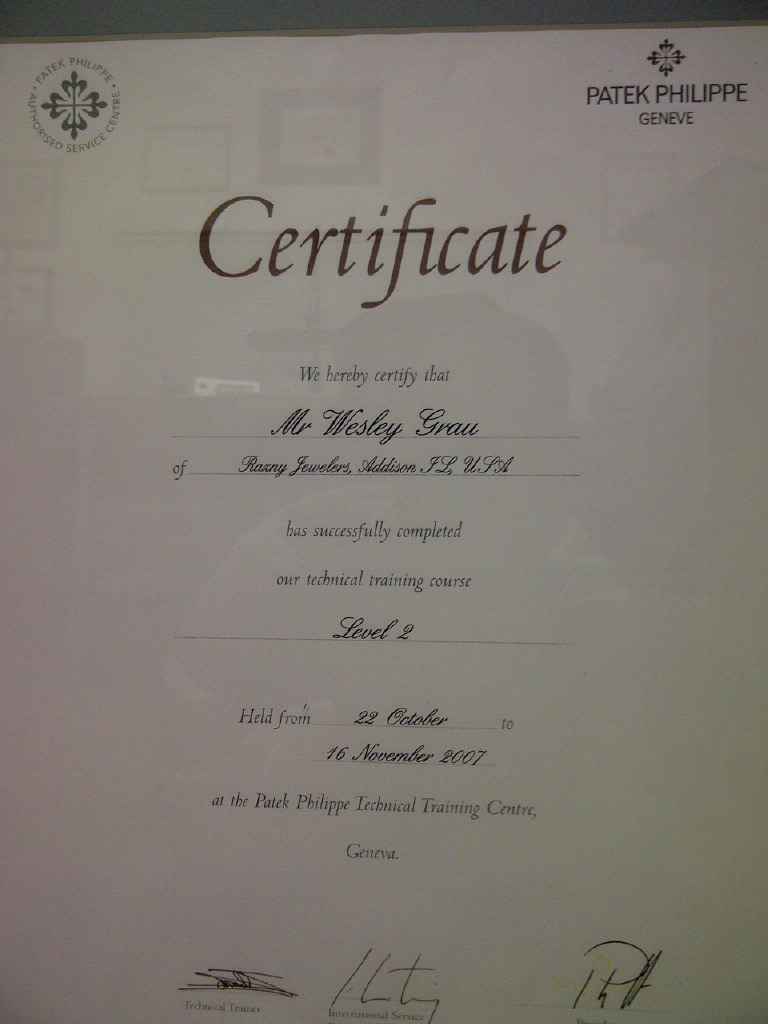 PATEK PHILIPPE
AUTHORISED SERVICE CENTRE
PATEK PHILIPPE
GENEVE
Certificate
We hereby certify that
Mr Wesley Grau
of Razny Jewelers, Addison IL, USA
has successfully completed
our technical training course
Level 2
Held from 22 October to
16 November 2007
at the Patek Philippe Technical Training Centre,
Geneva.
Technical Trainer
International Service